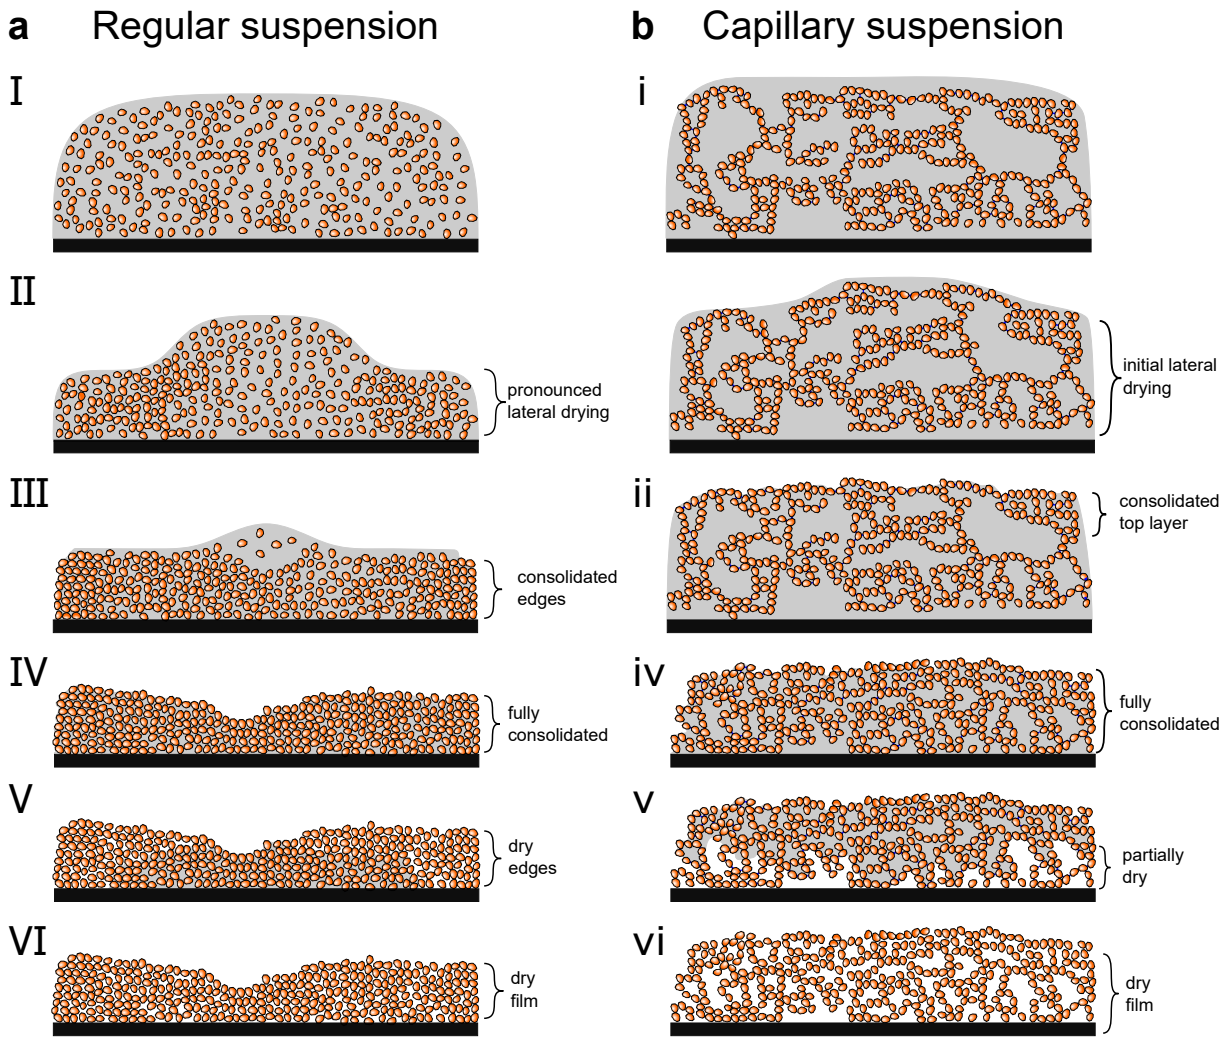 a Regular suspension
I
II
pronounced
lateral drying
III
consolidated
edges
IV
fully
consolidated
V
dry
edges
VI
dry
film
b Capillary suspension
i
initial lateral
drying
ii
consolidated
top layer
iv
fully
consolidated
v
partially
dry
vi
dry
film